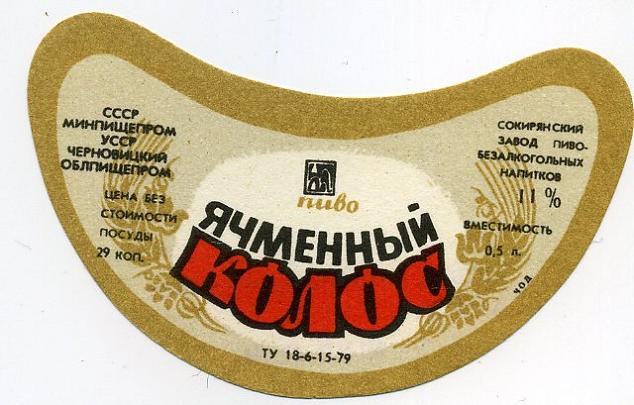 СССР
МИНПИЩЕПРОМ
УССР
ЧЕРНОВИЦКИЙ
ОБЛПИЩЕПРОМ
ЦЕНА БЕЗ
СТОИМОСТИ
ПОСУДЫ
29 КОП.
пиво
ЯЧМЕННЫЙ
КОЛОС
ТУ 18-6-15-79
СОКИРЯНСКИЙ
ЗАВОД ПИВО-
БЕЗАЛКОГОЛЬНЫХ
НАПИТКОВ
11%
ВМЕСТИМОСТЬ
0,5 л.
ЧОД